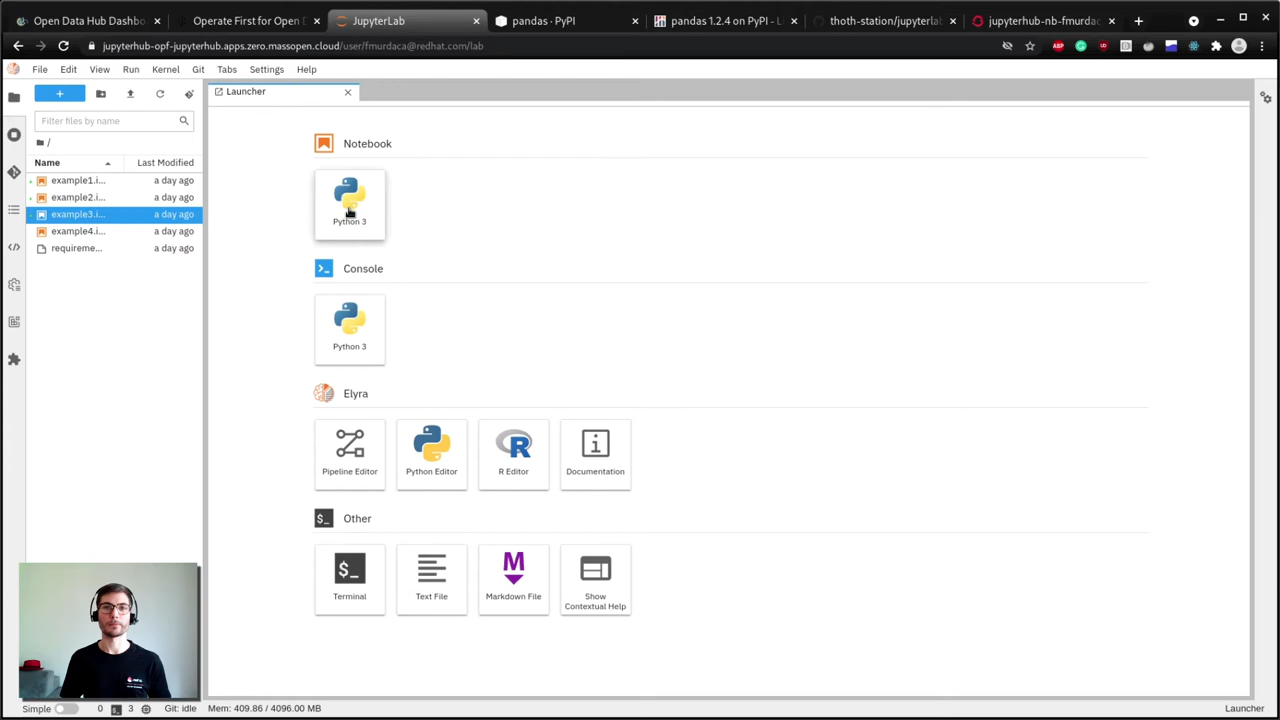 Open Data Hub Dashbo
Operate First for Open D
JupyterLab
pandas · PyPI
pandas 1.2.4 on PyPI - L
thoth-station/jupyterlab
jupyterhub-nb-fmurdac
jupyterhub-opf-jupyterhub.apps.zero.massopen.cloud/user/fmurdaca@redhat.com/lab
File Edit View Run Kernel Git Tabs Settings Help
Launcher
Filter files by name
/
Name Last Modified
example1.i... a day ago
example2.i... a day ago
example3.i... a day ago
example4.i... a day ago
requireme... a day ago
Notebook
Python 3
Console
Python 3
Elyra
Pipeline Editor
Python Editor
R Editor
Documentation
Other
Terminal
Text File
Markdown File
Show
Contextual Help
Simple 0 3 Git: idle Mem: 409.86 / 4096.00 MB Launcher